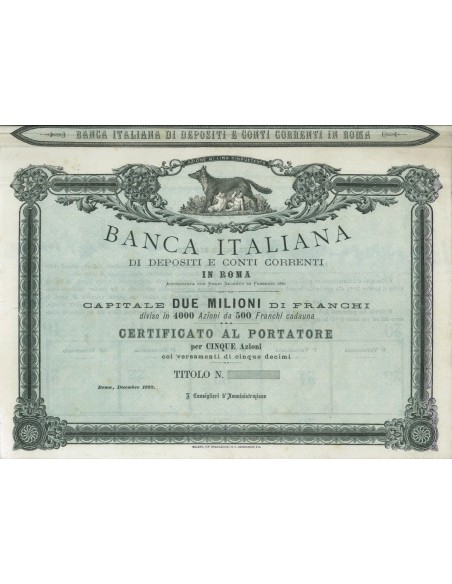 BANCA ITALIANA DI DEPOSITI E CONTI CORRENTI IN ROMA
BANCA ITALIANA
DI DEPOSITI E CONTI CORRENTI
IN ROMA
CAPITALE DUE MILIONI DI FRANCHI
diviso in 4000 Azioni da 500 Franchi cadauna
CERTIFICATO AL PORTATORE
per CINQUE Azioni
coi versamenti di cinque decimi
TITOLO N.
Roma, Decembre
I Consiglieri d'Amministrazione